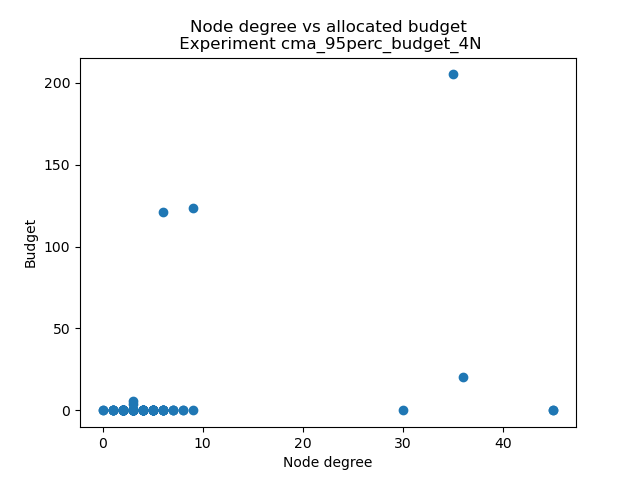 Node degree vs allocated budget
Experiment cma_95perc_budget_4N
200
150
100
50
0
Budget
0 10 20 30 40
Node degree